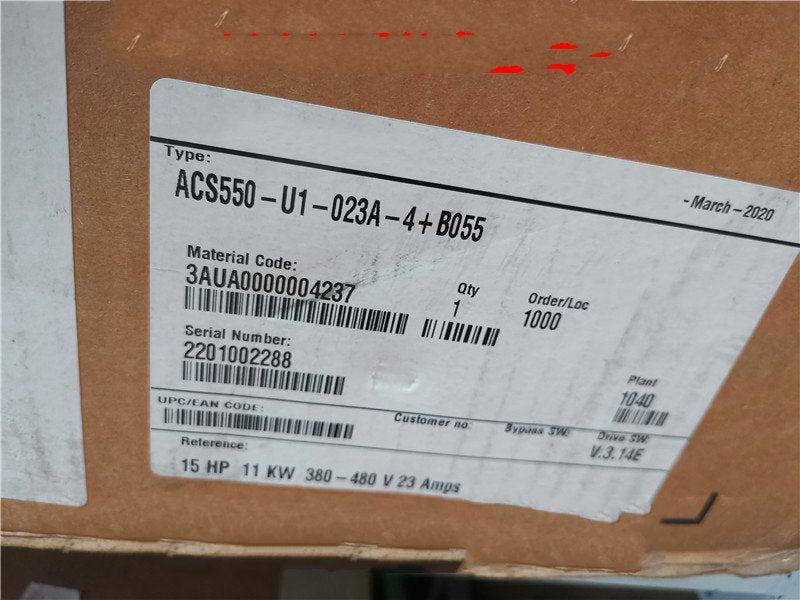 Type:
ACS550-U1-023A-4+B055
- March - 2020
Material Code:
3AUA0000004237
Qty
1
Order/Loc
1000
Serial Number:
2201002288
Plant
1040
UPC/EAN CODE:
Customer no:
Bypass SW:
Drive SW:
V.3.14E
Reference:
15 HP 11 KW 380-480 V 23 Amps